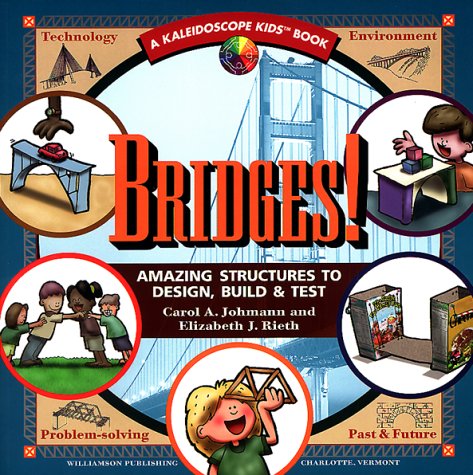 A KALEIDOSCOPE KIDS™ BOOK
Technology
Environment
BRIDGES!
AMAZING STRUCTURES TO
DESIGN, BUILD & TEST
Carol A. Johmann and
Elizabeth J. Rieth
Problem-solving
Past & Future
WILLIAMSON PUBLISHING
CHARLOTTE, VERMONT